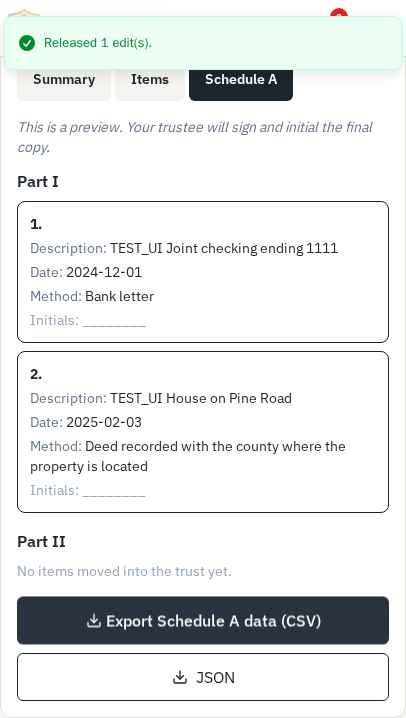 Released 1 edit(s).
Summary
Items
Schedule A
This is a preview. Your trustee will sign and initial the final
copy.
Part I
1.
Description: TEST_UI Joint checking ending 1111
Date: 2024-12-01
Method: Bank letter
Initials: ________
2.
Description: TEST_UI House on Pine Road
Date: 2025-02-03
Method: Deed recorded with the county where the
property is located
Initials: ________
Part II
No items moved into the trust yet.
Export Schedule A data (CSV)
JSON